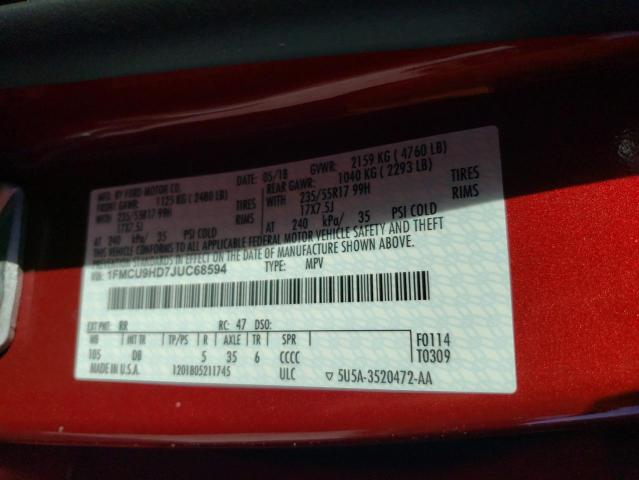 MFD. BY FORD MOTOR CO.
05/18 GVWR: 2159 KG ( 4760 LB)
FRONT GAWR: 1125 KG ( 2480 LB) REAR GAWR: 1040 KG ( 2293 LB)
WITH 235/55R17 99H TIRES WITH 235/55R17 99H TIRES
17X7.5J RIMS 17X7.5J RIMS
AT 240 kPa/ 35 PSI COLD AT 240 kPa/ 35 PSI COLD
THIS VEHICLE CONFORMS TO ALL APPLICABLE FEDERAL MOTOR VEHICLE SAFETY AND THEFT
PREVENTION STANDARDS IN EFFECT ON THE DATE OF MANUFACTURE SHOWN ABOVE.
VIN: 1FMCU9HD7JUC68594 TYPE: MPV
EXT PNT: RR RC: 47 DSO:
WB INT TR TP/PS R AXLE TR SPR F0114
105 DB 5 35 6 CCCC T0309
MADE IN U.S.A. 1201B05211745 ULC ▽ 5U5A-3520472-AA